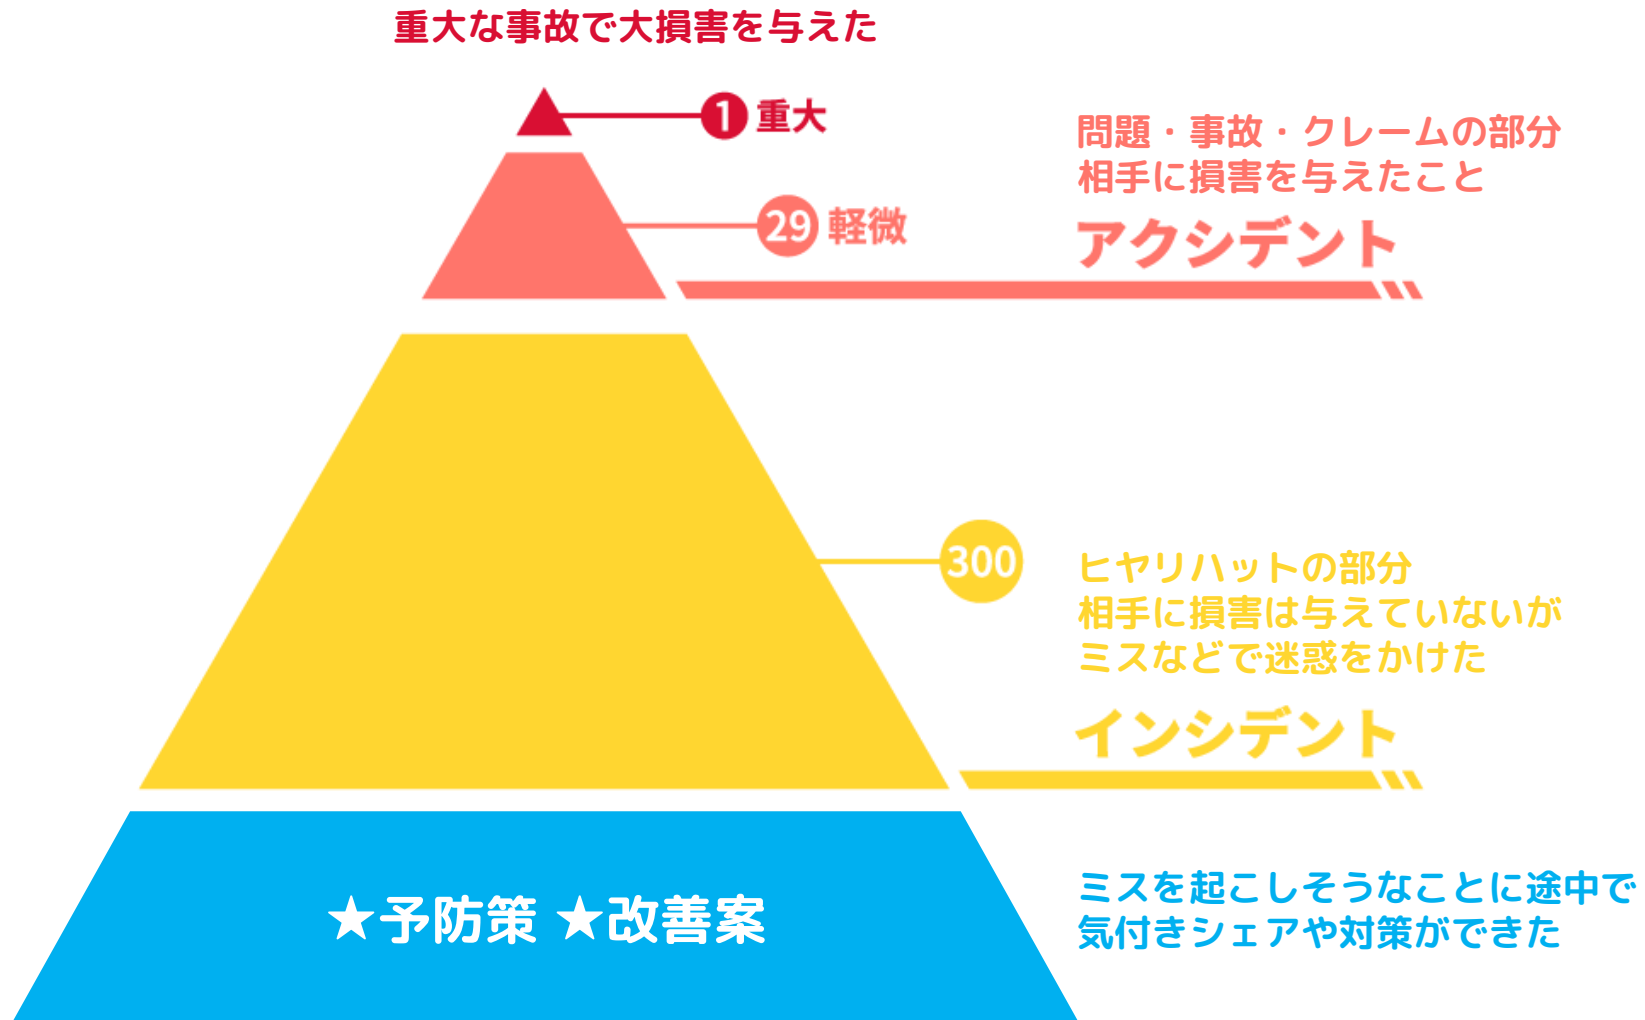 重大な事故で大損害を与えた
1 重大
問題・事故・クレームの部分
相手に損害を与えたこと
29 軽微
アクシデント
300
ヒヤリハットの部分
相手に損害は与えていないが
ミスなどで迷惑をかけた
インシデント
★予防策 ★改善案
ミスを起こしそうなことに途中で
気付きシェアや対策ができた